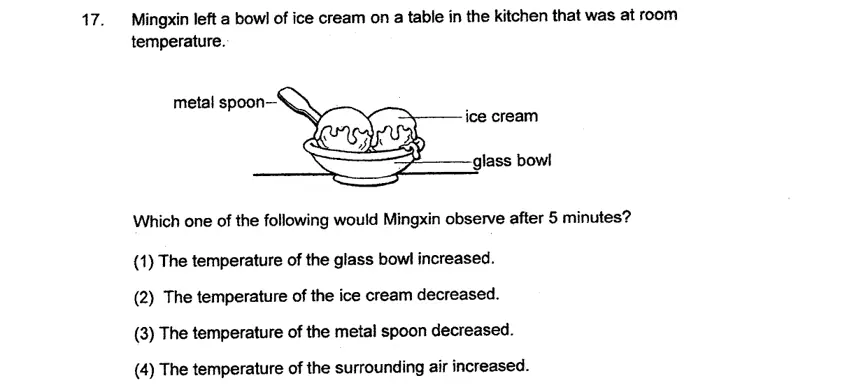 17. Mingxin left a bowl of ice cream on a table in the kitchen that was at room
temperature.
metal spoon
ice cream
glass bowl
Which one of the following would Mingxin observe after 5 minutes?
(1) The temperature of the glass bowl increased.
(2) The temperature of the ice cream decreased.
(3) The temperature of the metal spoon decreased.
(4) The temperature of the surrounding air increased.